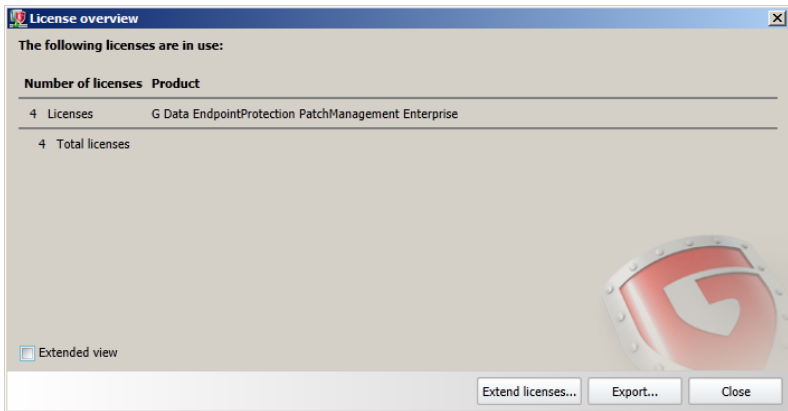 License overview
The following licenses are in use:
Number of licenses Product
4 Licenses G Data EndpointProtection PatchManagement Enterprise
4 Total licenses
Extended view
Extend licenses... Export... Close